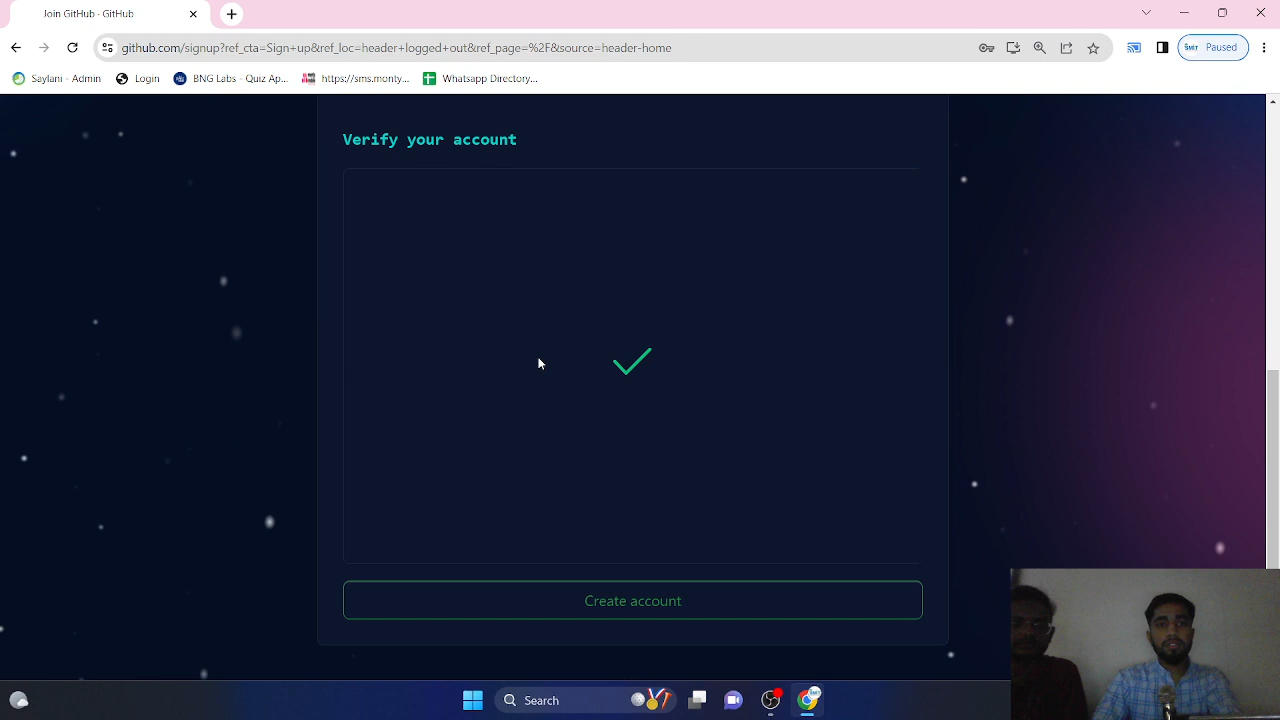 Join GitHub · GitHub
github.com/signup?ref_cta=Sign+up&ref_loc=header+logged+out&ref_page=%2F&source=header-home
SMIT Paused
Saylani - Admin
Login
BNG Labs - Quiz Ap...
https://sms.monty...
Whatsapp Directory...
Verify your account
Create account
Search